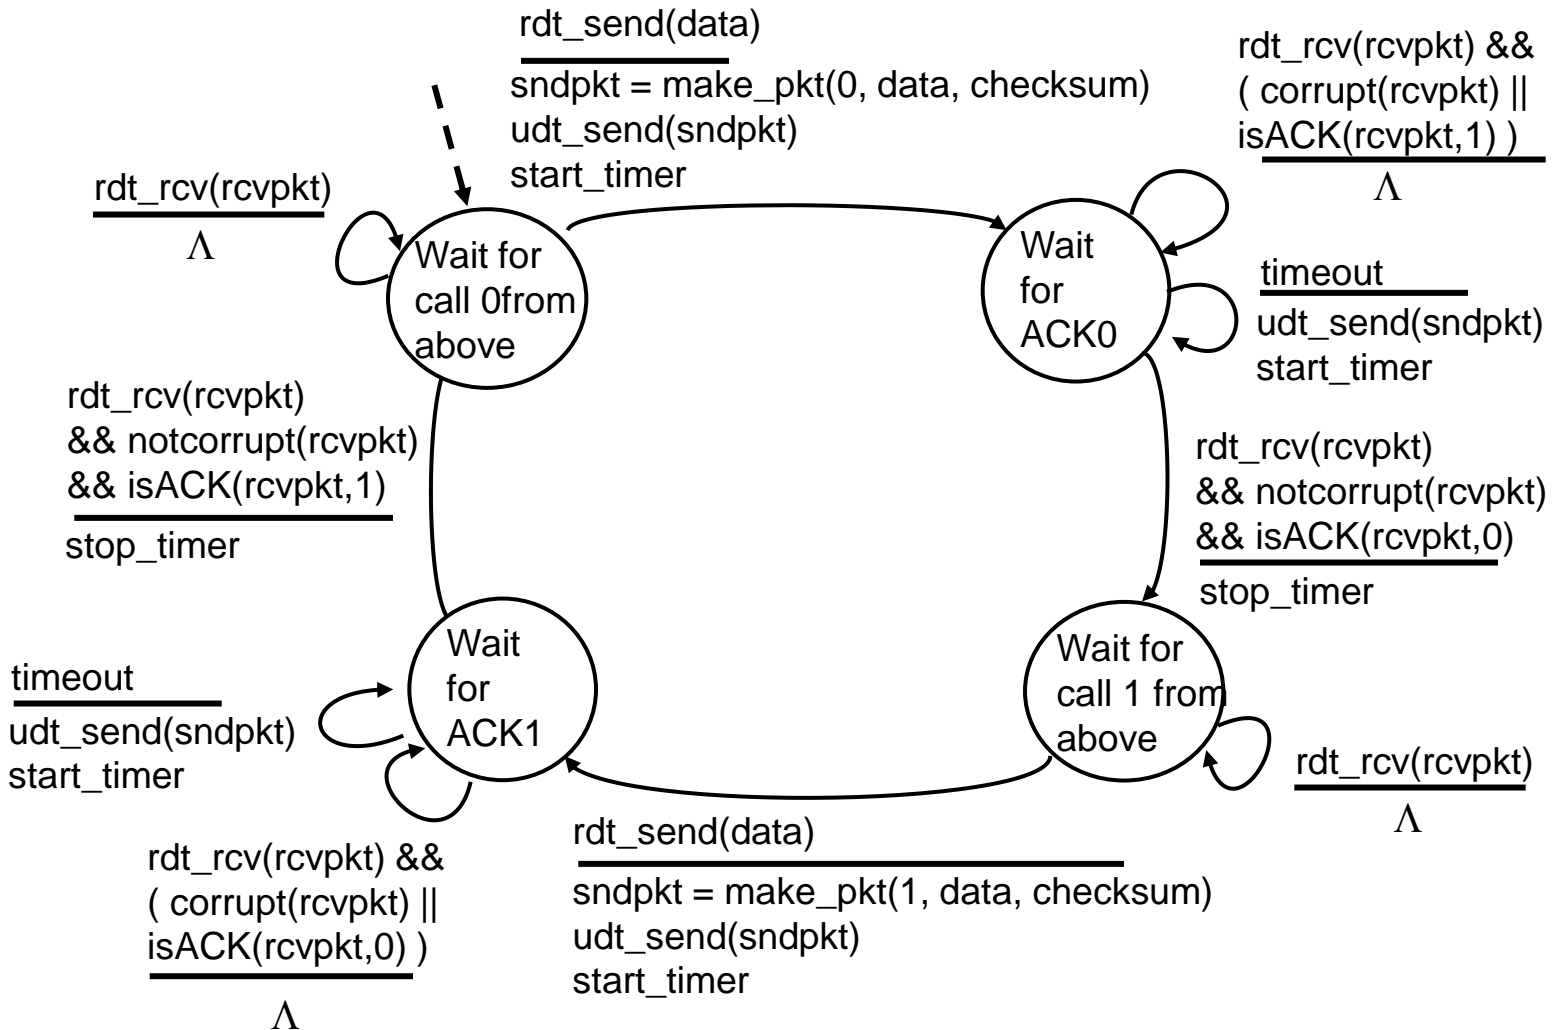 rdt_send(data)
sndpkt = make_pkt(0, data, checksum)
udt_send(sndpkt)
start_timer
rdt_rcv(rcvpkt) &&
( corrupt(rcvpkt) ||
isACK(rcvpkt,1) )
Λ
rdt_rcv(rcvpkt)
Λ
Wait for
call 0from
above
Wait
for
ACK0
timeout
udt_send(sndpkt)
start_timer
rdt_rcv(rcvpkt)
&& notcorrupt(rcvpkt)
&& isACK(rcvpkt,1)
stop_timer
rdt_rcv(rcvpkt)
&& notcorrupt(rcvpkt)
&& isACK(rcvpkt,0)
stop_timer
Wait
for
ACK1
Wait for
call 1 from
above
timeout
udt_send(sndpkt)
start_timer
rdt_rcv(rcvpkt)
Λ
rdt_rcv(rcvpkt) &&
( corrupt(rcvpkt) ||
isACK(rcvpkt,0) )
Λ
rdt_send(data)
sndpkt = make_pkt(1, data, checksum)
udt_send(sndpkt)
start_timer